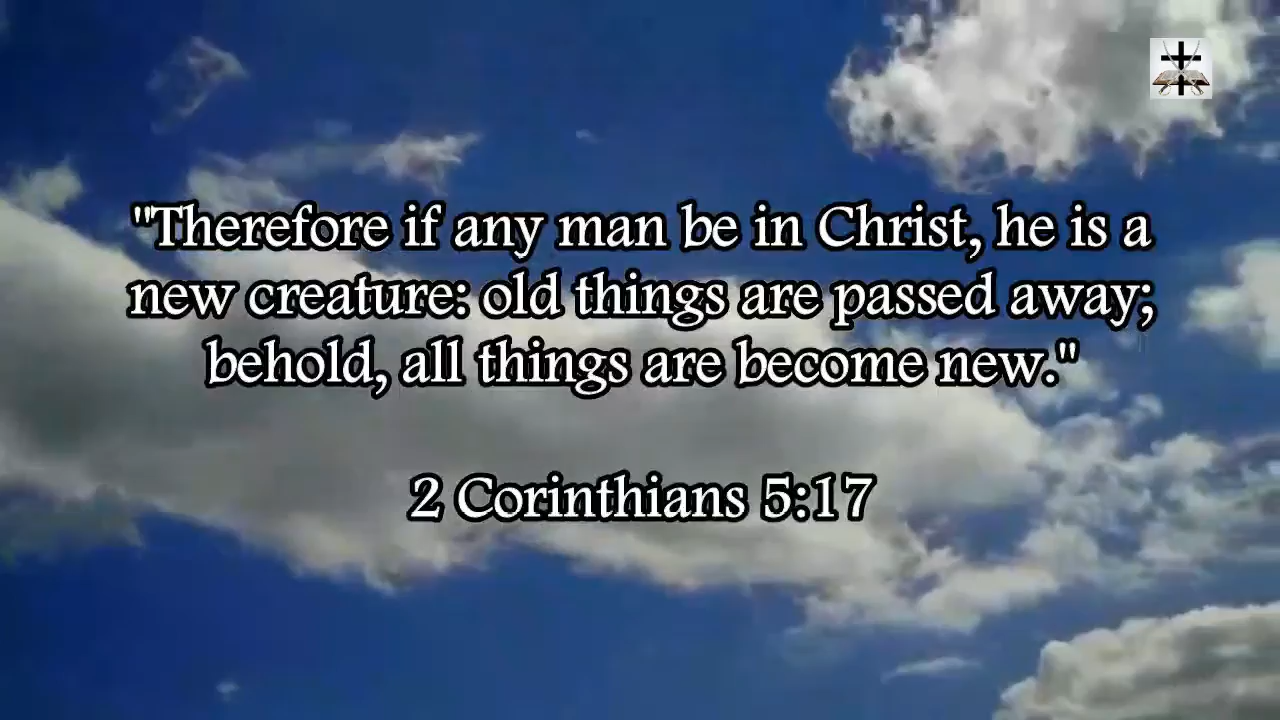 "Therefore if any man be in Christ, he is a
new creature: old things are passed away;
behold, all things are become new."
2 Corinthians 5:17